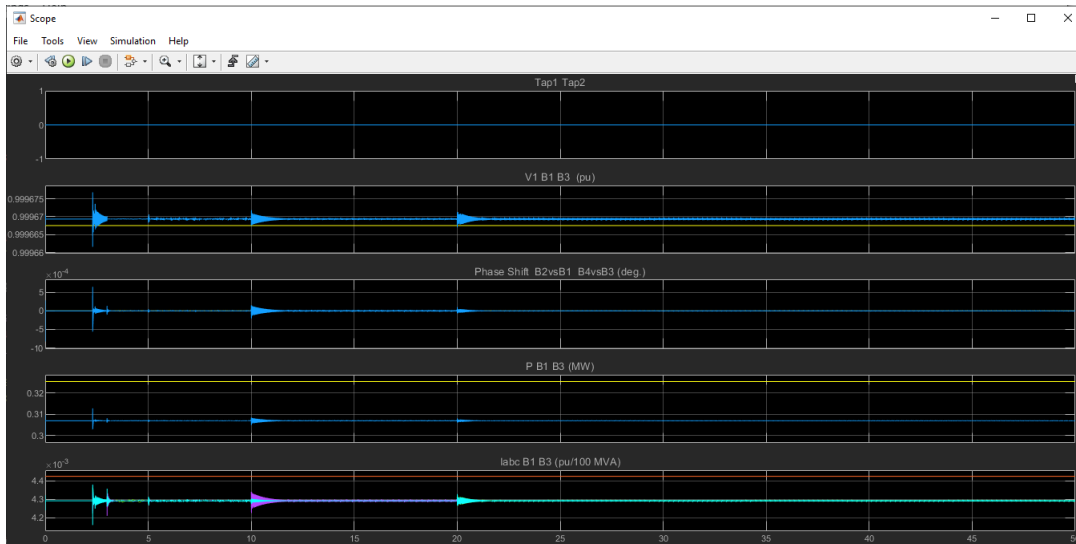 Scope
File Tools View Simulation Help
Tap1 Tap2
1
0
-1
V1 B1 B3 (pu)
0.999675
0.99967
0.999665
0.99966
Phase Shift B2vsB1 B4vsB3 (deg.)
×10⁻⁴
5
0
-5
-10
P B1 B3 (MW)
0.32
0.31
0.3
Iabc B1 B3 (pu/100 MVA)
×10⁻³
4.4
4.3
4.2
0 5 10 15 20 25 30 35 40 45 50